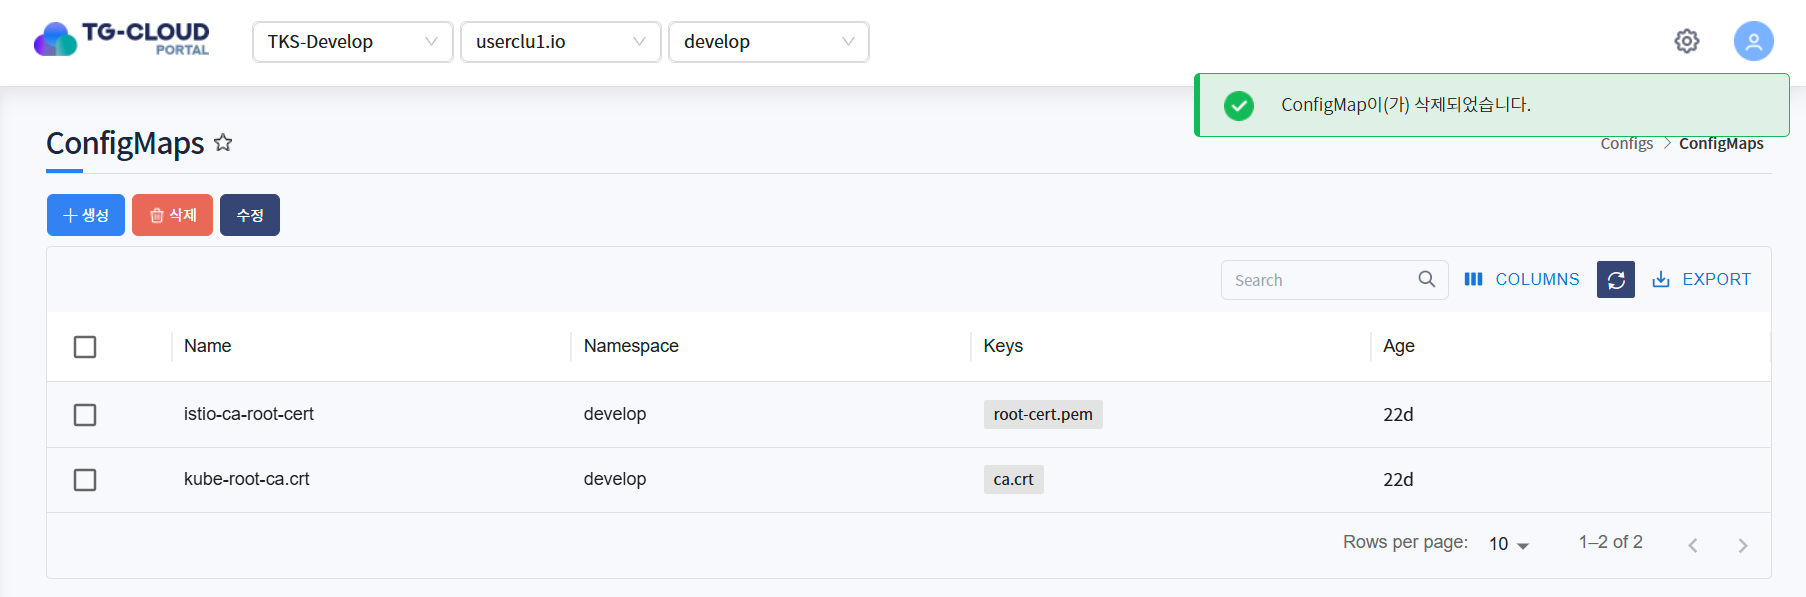 TG-CLOUD
PORTAL
TKS-Develop
userclu1.io
develop
ConfigMap이(가) 삭제되었습니다.
ConfigMaps
Configs > ConfigMaps
생성
삭제
수정
Search
COLUMNS
EXPORT
Name Namespace Keys Age
istio-ca-root-cert develop root-cert.pem 22d
kube-root-ca.crt develop ca.crt 22d
Rows per page: 10 1–2 of 2